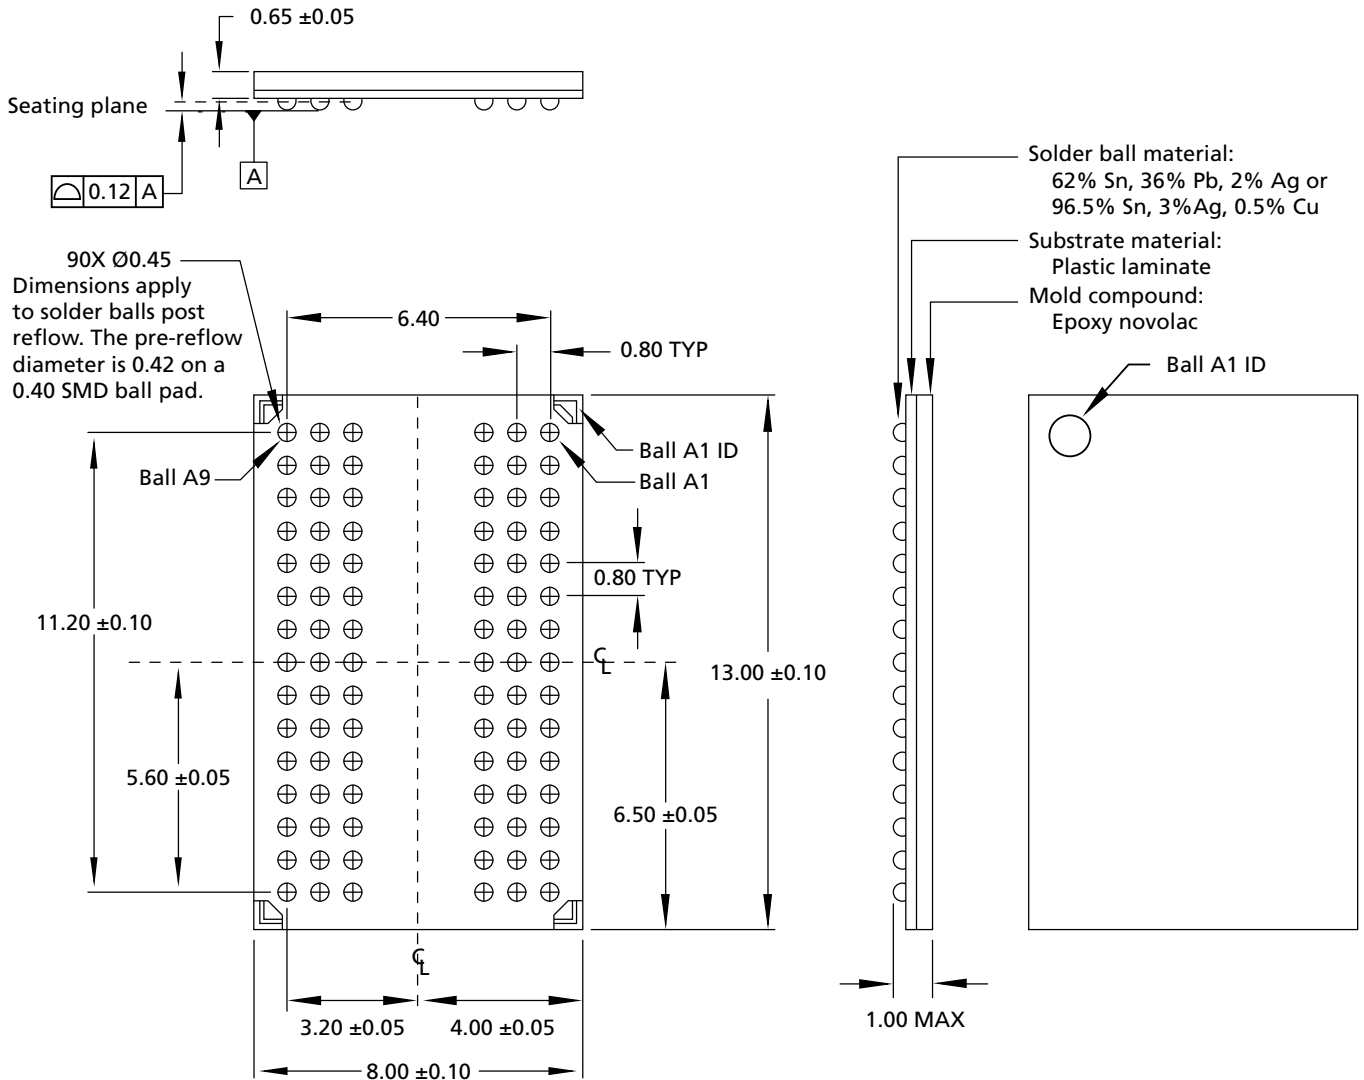 0.65 ±0.05
Seating plane
A
0.12 A
Solder ball material:
62% Sn, 36% Pb, 2% Ag or
96.5% Sn, 3%Ag, 0.5% Cu
Substrate material:
Plastic laminate
Mold compound:
Epoxy novolac
90X Ø0.45
Dimensions apply
to solder balls post
reflow. The pre-reflow
diameter is 0.42 on a
0.40 SMD ball pad.
6.40
0.80 TYP
Ball A1 ID
Ball A1 ID
Ball A9
Ball A1
0.80 TYP
11.20 ±0.10
CL
13.00 ±0.10
5.60 ±0.05
6.50 ±0.05
CL
3.20 ±0.05
4.00 ±0.05
1.00 MAX
8.00 ±0.10